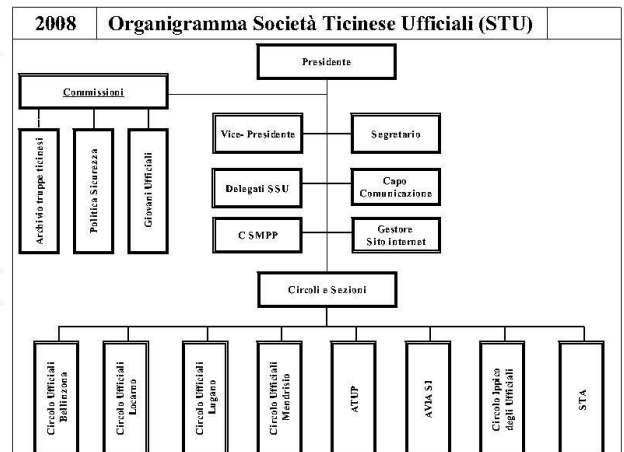 2008 Organigramma Società Ticinese Ufficiali (STU)
Presidente
Commissioni
Archivio truppe ticinesi
Politica Sicurezza
Giovani Ufficiali
Vice- Presidente
Segretario
Delegati SSU
Capo
Comunicazione
CSMPP
Gestore
Sito internet
Circoli e Sezioni
Circolo Ufficiali
Bellinzona
Circolo Ufficiali
Locarno
Circolo Ufficiali
Lugano
Circolo Ufficiali
Mendrisio
ATUP
AVIA SI
Circolo Ippico
degli Ufficiali
STA